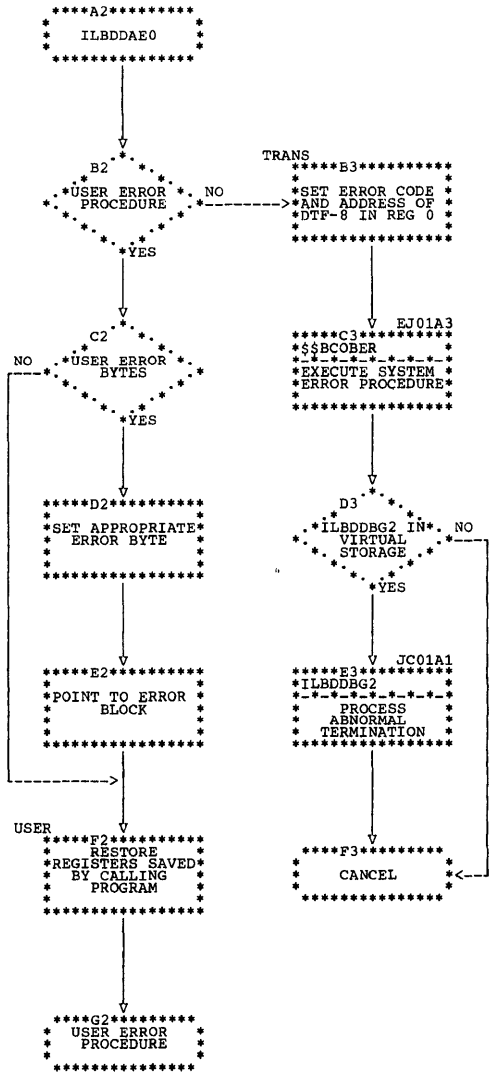 A2
ILBDDAE0
B2
USER ERROR
PROCEDURE
NO
YES
TRANS
B3
SET ERROR CODE
AND ADDRESS OF
DTF-8 IN REG 0
C2
USER ERROR
BYTES
NO
YES
EJ01A3
C3
$$BCOBER
EXECUTE SYSTEM
ERROR PROCEDURE
D2
SET APPROPRIATE
ERROR BYTE
D3
ILBDDBG2 IN
VIRTUAL
STORAGE
NO
YES
E2
POINT TO ERROR
BLOCK
JC01A1
E3
ILBDDBG2
PROCESS
ABNORMAL
TERMINATION
USER
F2
RESTORE
REGISTERS SAVED
BY CALLING
PROGRAM
F3
CANCEL
G2
USER ERROR
PROCEDURE